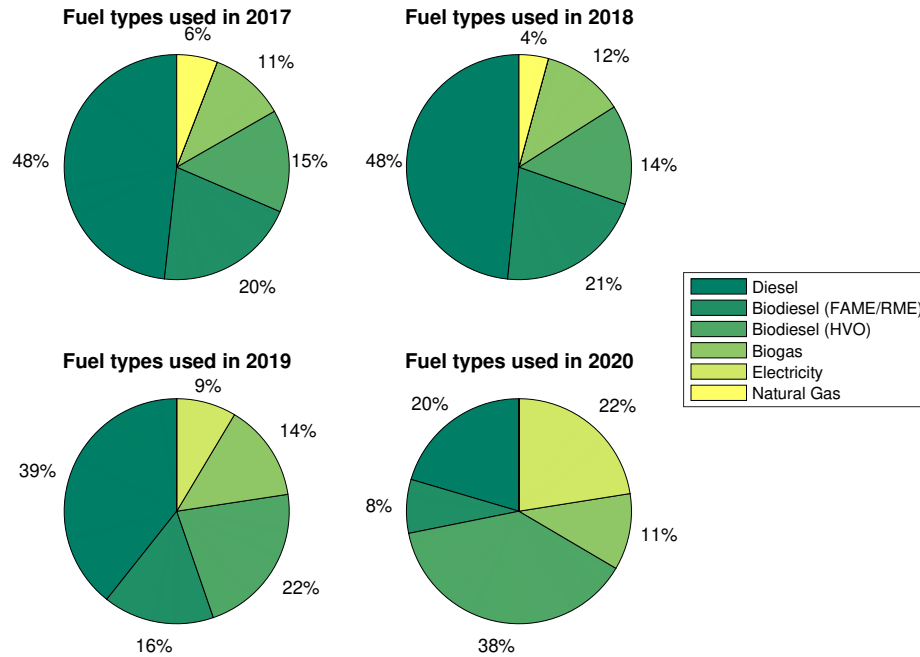 Fuel types used in 2017
6%
11%
48%
15%
20%
Fuel types used in 2018
4%
12%
48%
14%
21%
Diesel
Biodiesel (FAME/RME)
Biodiesel (HVO)
Biogas
Electricity
Natural Gas
Fuel types used in 2019
9%
14%
39%
22%
16%
Fuel types used in 2020
20%
22%
8%
11%
38%